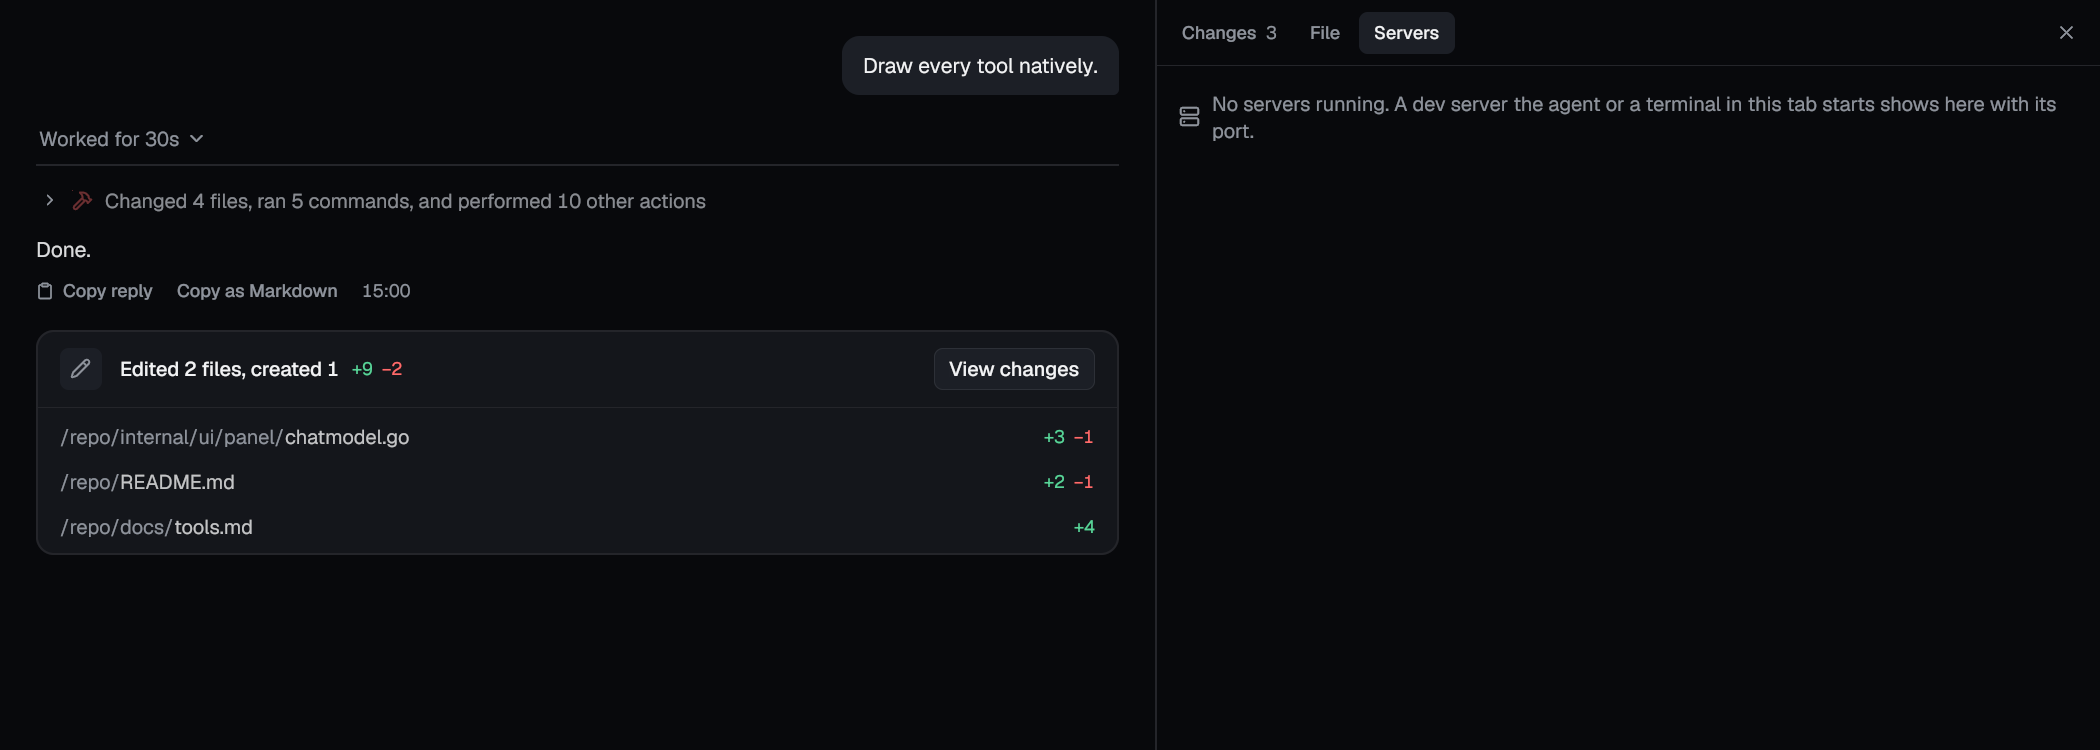 Draw every tool natively.
Worked for 30s
Changed 4 files, ran 5 commands, and performed 10 other actions
Done.
Copy reply Copy as Markdown 15:00
Edited 2 files, created 1 +9 −2 View changes
/repo/internal/ui/panel/chatmodel.go +3 −1
/repo/README.md +2 −1
/repo/docs/tools.md +4
Changes 3 File Servers
No servers running. A dev server the agent or a terminal in this tab starts shows here with its
port.